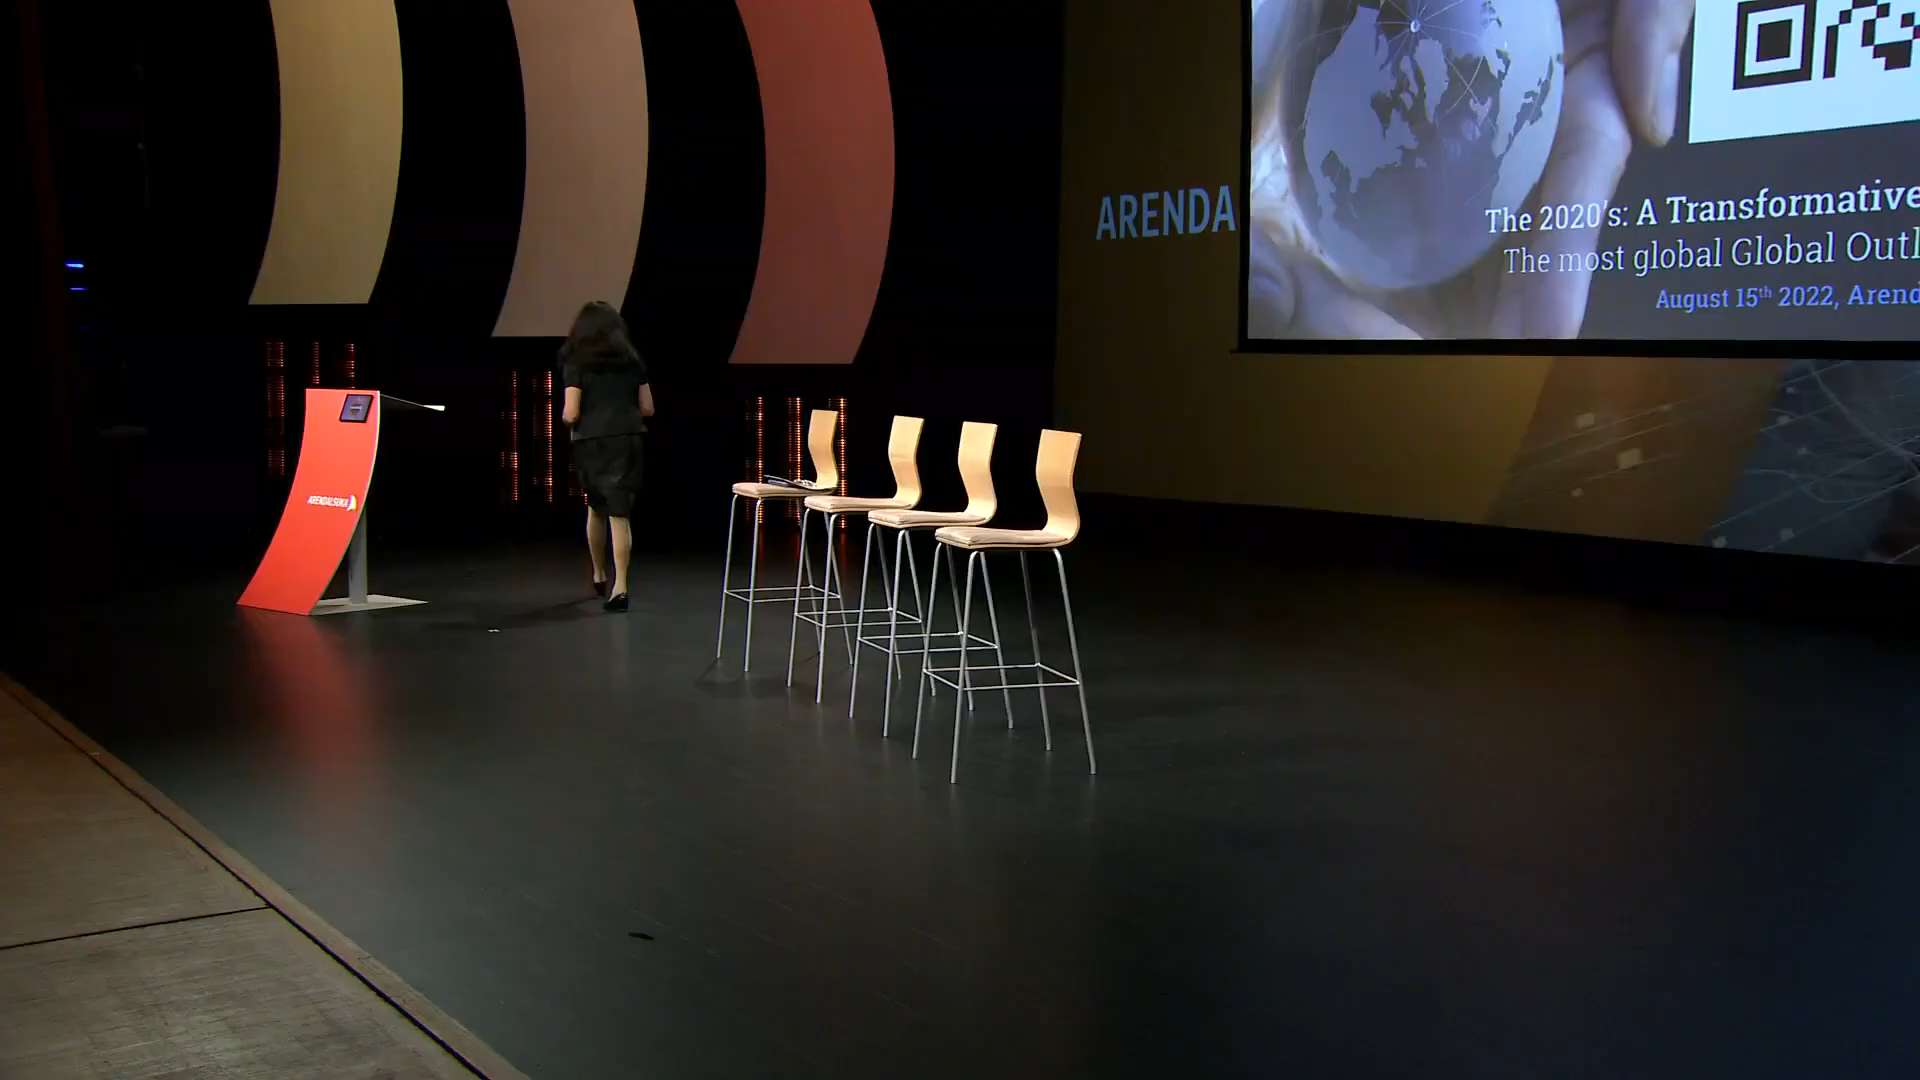 ARENDA
The 2020's: A Transformative
The most global Global Outl
August 15th 2022, Arend
ARENDALSUKA